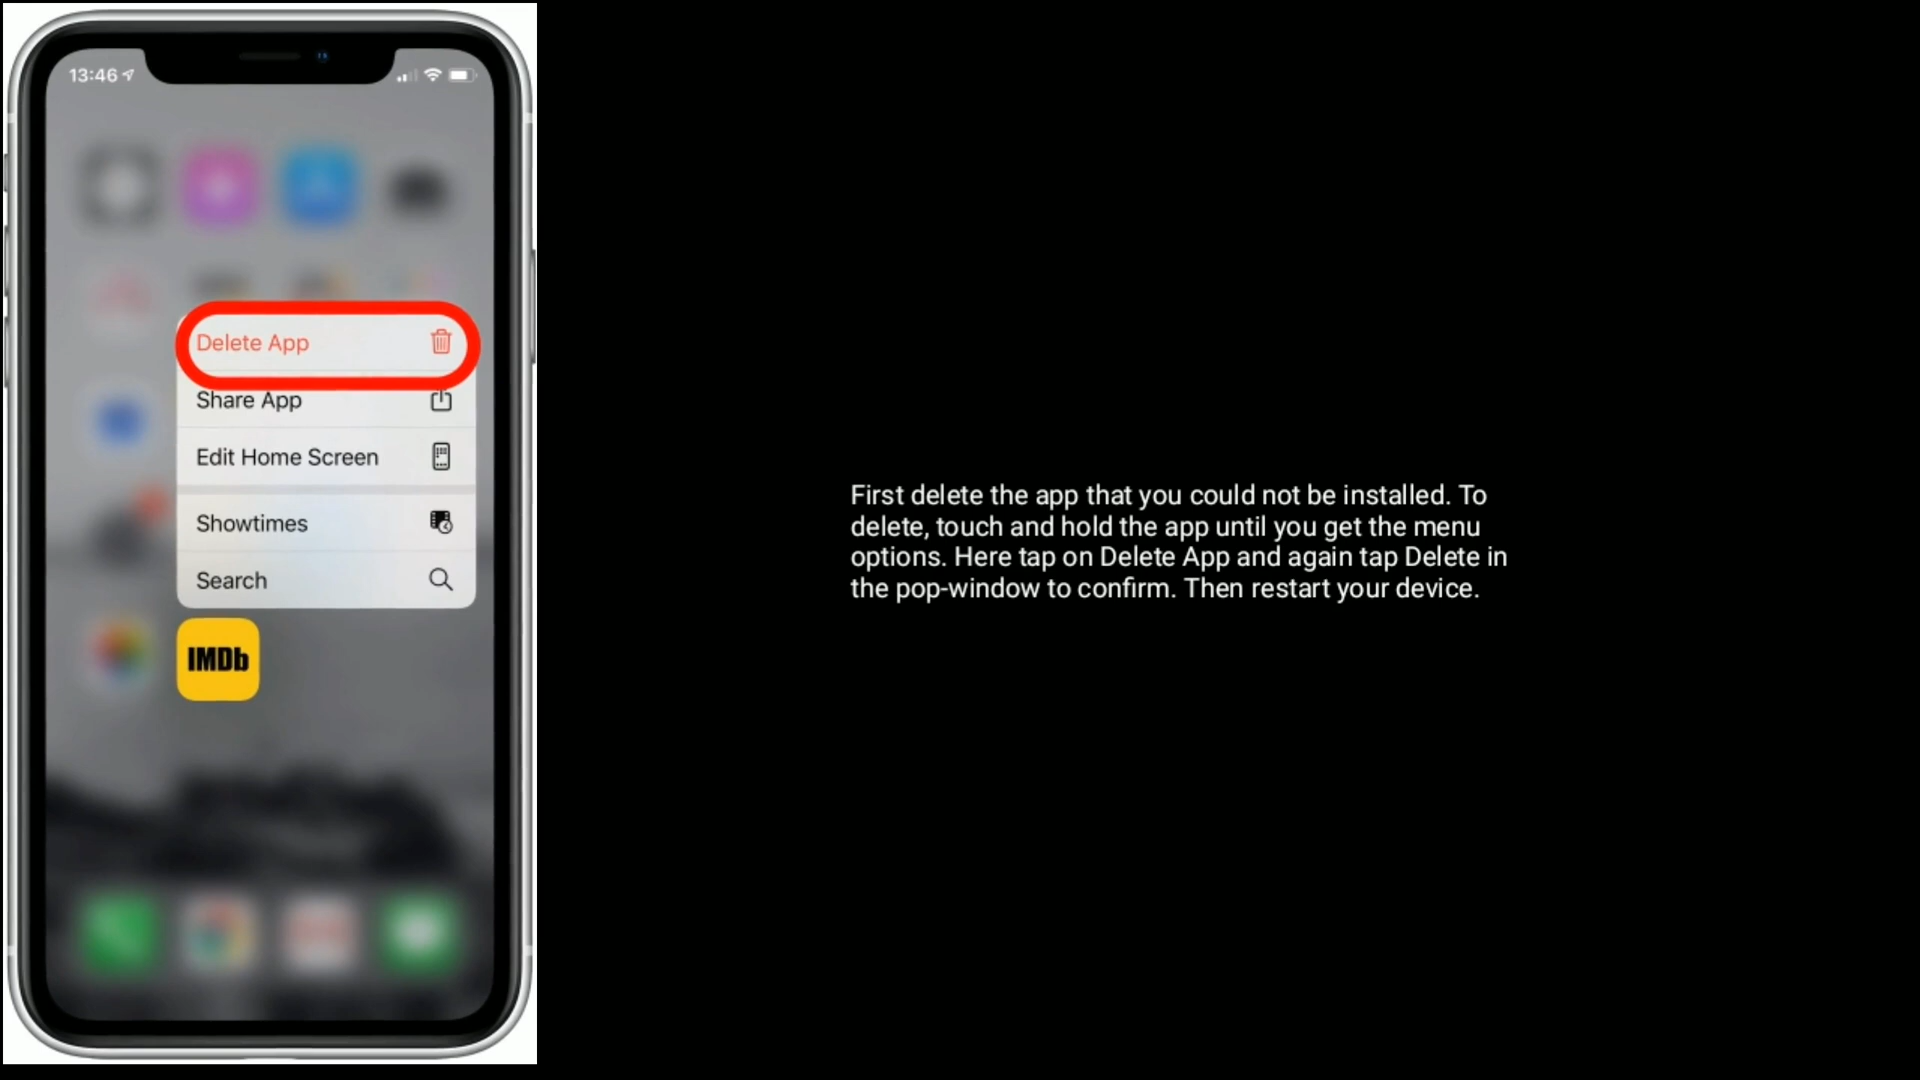 13:46
Delete App
Share App
Edit Home Screen
Showtimes
Search
IMDb
First delete the app that you could not be installed. To
delete, touch and hold the app until you get the menu
options. Here tap on Delete App and again tap Delete in
the pop-window to confirm. Then restart your device.